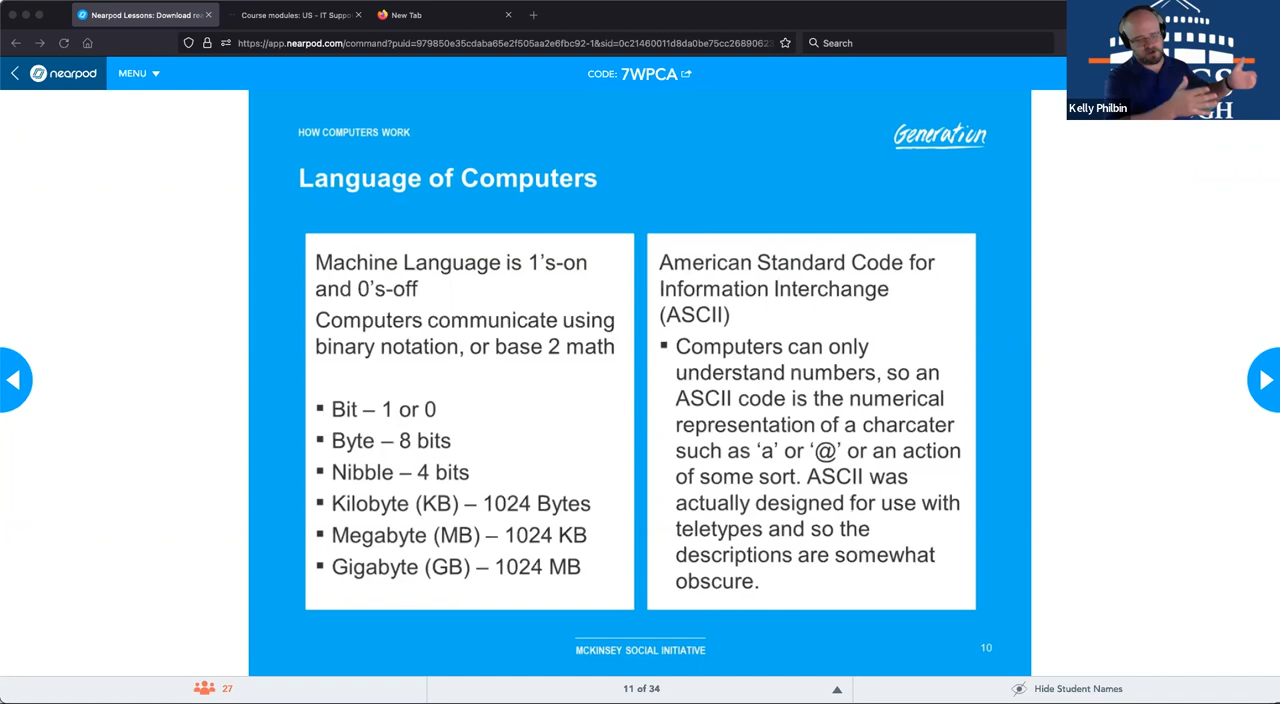 Nearpod Lessons: Download rea
Course modules: US - IT Suppo
New Tab
https://app.nearpod.com/command?puid=979850e35cdaba65e2f505aa2e6fbc92-1&sid=0c21460011d8da0be75cc26890623
Search
nearpod
MENU
CODE: 7WPCA
Kelly Philbin
HOW COMPUTERS WORK
Generation
Language of Computers
Machine Language is 1’s-on
and 0’s-off
Computers communicate using
binary notation, or base 2 math
▪ Bit – 1 or 0
▪ Byte – 8 bits
▪ Nibble – 4 bits
▪ Kilobyte (KB) – 1024 Bytes
▪ Megabyte (MB) – 1024 KB
▪ Gigabyte (GB) – 1024 MB
American Standard Code for
Information Interchange
(ASCII)
▪ Computers can only
understand numbers, so an
ASCII code is the numerical
representation of a charcater
such as ‘a’ or ‘@’ or an action
of some sort. ASCII was
actually designed for use with
teletypes and so the
descriptions are somewhat
obscure.
MCKINSEY SOCIAL INITIATIVE
10
27
11 of 34
Hide Student Names